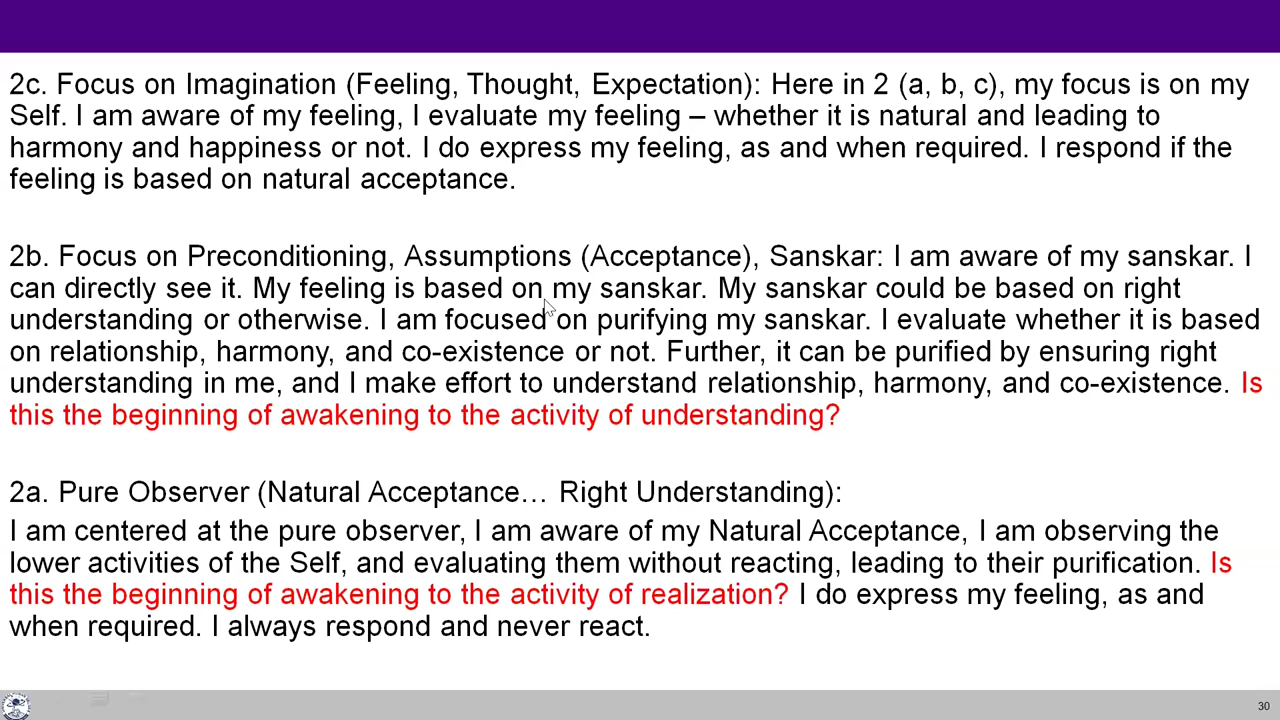 2c. Focus on Imagination (Feeling, Thought, Expectation): Here in 2 (a, b, c), my focus is on my
Self. I am aware of my feeling, I evaluate my feeling – whether it is natural and leading to
harmony and happiness or not. I do express my feeling, as and when required. I respond if the
feeling is based on natural acceptance.
2b. Focus on Preconditioning, Assumptions (Acceptance), Sanskar: I am aware of my sanskar. I
can directly see it. My feeling is based on my sanskar. My sanskar could be based on right
understanding or otherwise. I am focused on purifying my sanskar. I evaluate whether it is based
on relationship, harmony, and co-existence or not. Further, it can be purified by ensuring right
understanding in me, and I make effort to understand relationship, harmony, and co-existence. Is
this the beginning of awakening to the activity of understanding?
2a. Pure Observer (Natural Acceptance… Right Understanding):
I am centered at the pure observer, I am aware of my Natural Acceptance, I am observing the
lower activities of the Self, and evaluating them without reacting, leading to their purification. Is
this the beginning of awakening to the activity of realization? I do express my feeling, as and
when required. I always respond and never react.
30